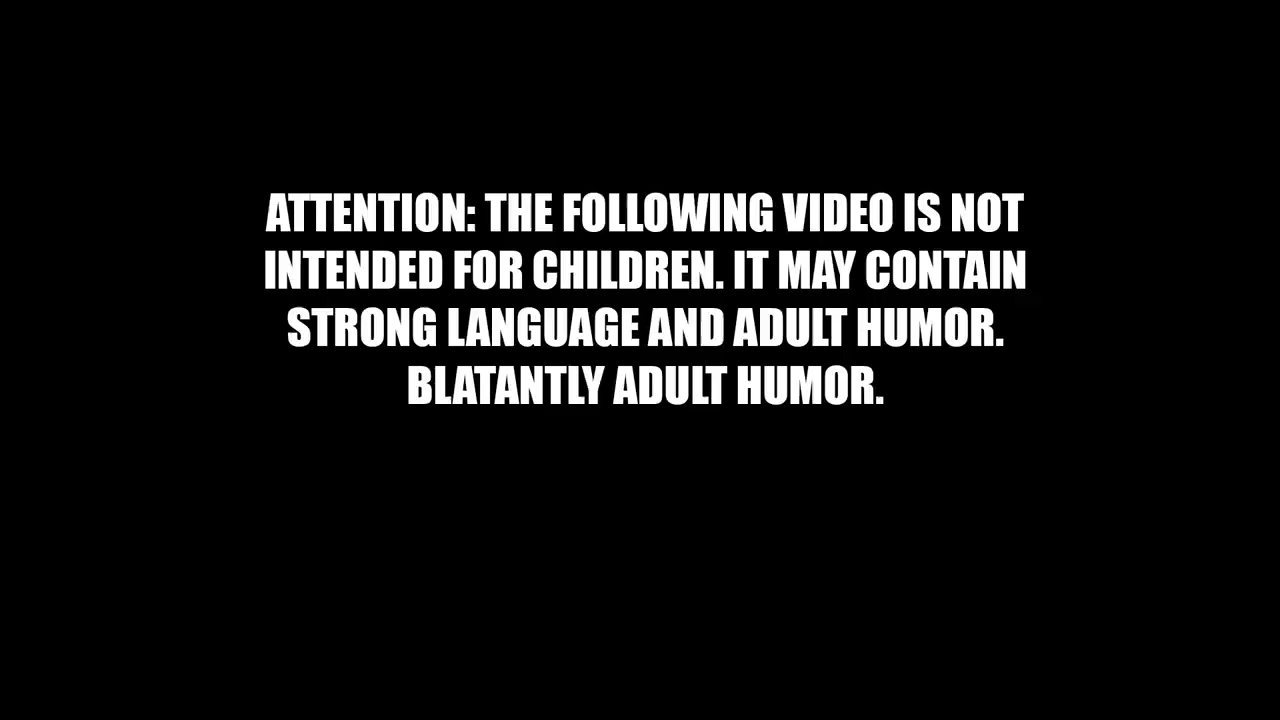 ATTENTION: THE FOLLOWING VIDEO IS NOT
INTENDED FOR CHILDREN. IT MAY CONTAIN
STRONG LANGUAGE AND ADULT HUMOR.
BLATANTLY ADULT HUMOR.